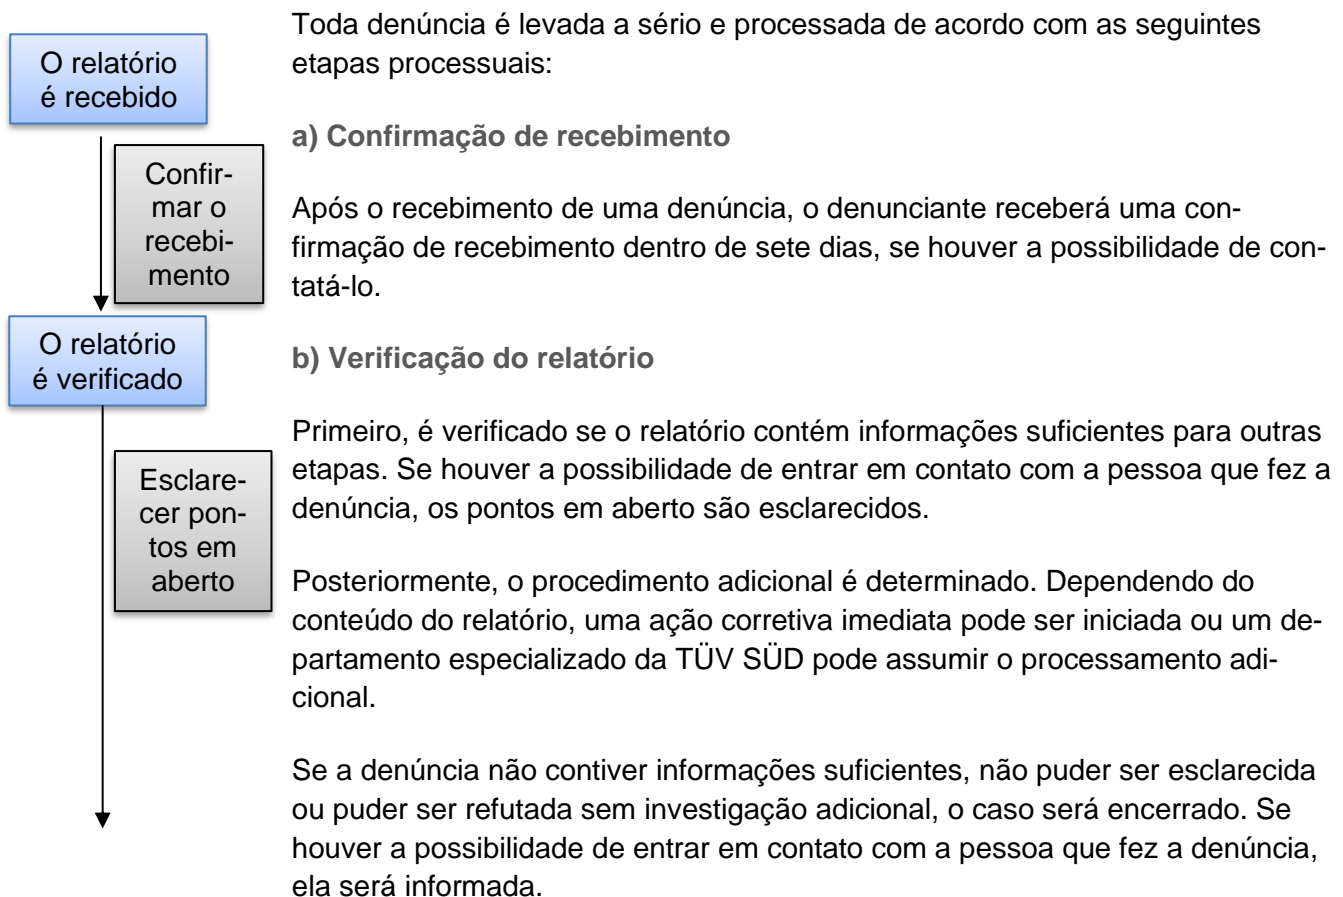 O relatório
é recebido
Confir-
mar o
recebi-
mento
O relatório
é verificado
Esclare-
cer pon-
tos em
aberto
Toda denúncia é levada a sério e processada de acordo com as seguintes
etapas processuais:
a) Confirmação de recebimento
Após o recebimento de uma denúncia, o denunciante receberá uma con-
firmação de recebimento dentro de sete dias, se houver a possibilidade de con-
tatá-lo.
b) Verificação do relatório
Primeiro, é verificado se o relatório contém informações suficientes para outras
etapas. Se houver a possibilidade de entrar em contato com a pessoa que fez a
denúncia, os pontos em aberto são esclarecidos.
Posteriormente, o procedimento adicional é determinado. Dependendo do
conteúdo do relatório, uma ação corretiva imediata pode ser iniciada ou um de-
partamento especializado da TÜV SÜD pode assumir o processamento adi-
cional.
Se a denúncia não contiver informações suficientes, não puder ser esclarecida
ou puder ser refutada sem investigação adicional, o caso será encerrado. Se
houver a possibilidade de entrar em contato com a pessoa que fez a denúncia,
ela será informada.